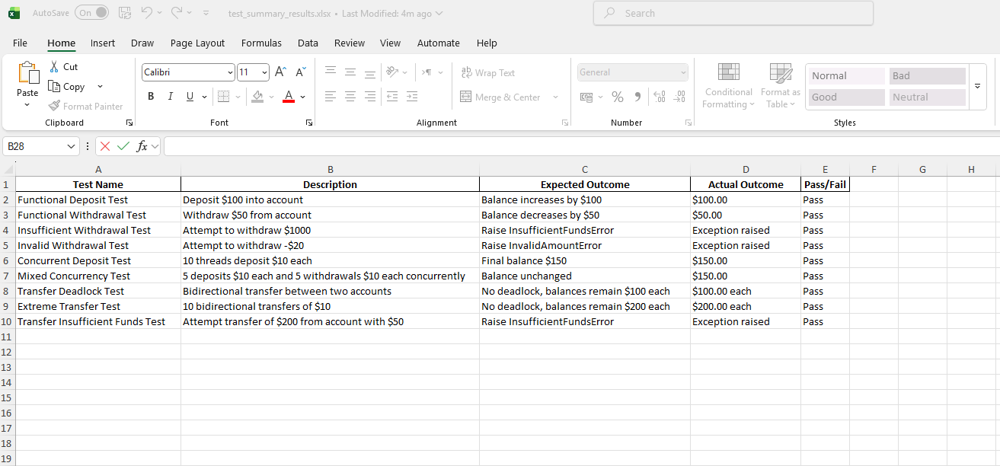 AutoSave On test_summary_results.xlsx • Last Modified: 4m ago Search
File Home Insert Draw Page Layout Formulas Data Review View Automate Help
Paste Cut Copy Format Painter Clipboard
Calibri 11 A A B I U A Font
ab Wrap Text Merge & Center Alignment
General % 9 Number
Conditional Formatting Format as Table Normal Bad Good Neutral Styles
B28 fx
A B C D E F G H
1 Test Name Description Expected Outcome Actual Outcome Pass/Fail
2 Functional Deposit Test Deposit $100 into account Balance increases by $100 $100.00 Pass
3 Functional Withdrawal Test Withdraw $50 from account Balance decreases by $50 $50.00 Pass
4 Insufficient Withdrawal Test Attempt to withdraw $1000 Raise InsufficientFundsError Exception raised Pass
5 Invalid Withdrawal Test Attempt to withdraw -$20 Raise InvalidAmountError Exception raised Pass
6 Concurrent Deposit Test 10 threads deposit $10 each Final balance $150 $150.00 Pass
7 Mixed Concurrency Test 5 deposits $10 each and 5 withdrawals $10 each concurrently Balance unchanged $150.00 Pass
8 Transfer Deadlock Test Bidirectional transfer between two accounts No deadlock, balances remain $100 each $100.00 each Pass
9 Extreme Transfer Test 10 bidirectional transfers of $10 No deadlock, balances remain $200 each $200.00 each Pass
10 Transfer Insufficient Funds Test Attempt transfer of $200 from account with $50 Raise InsufficientFundsError Exception raised Pass
11
12
13
14
15
16
17
18
19